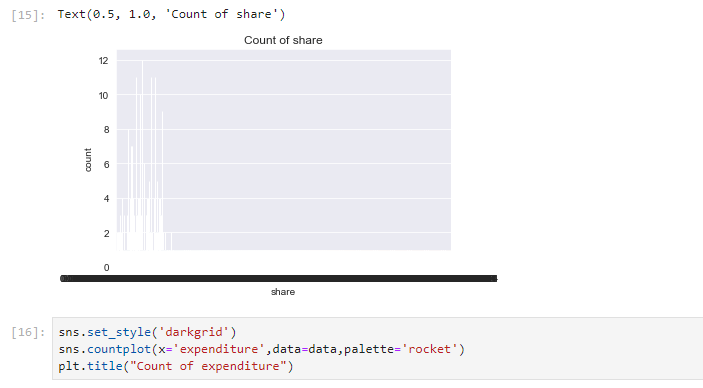 [15]: Text(0.5, 1.0, 'Count of share')
Count of share
12
10
8
6
4
2
0
count
share
[16]: sns.set_style('darkgrid')
sns.countplot(x='expenditure',data=data,palette='rocket')
plt.title("Count of expenditure")